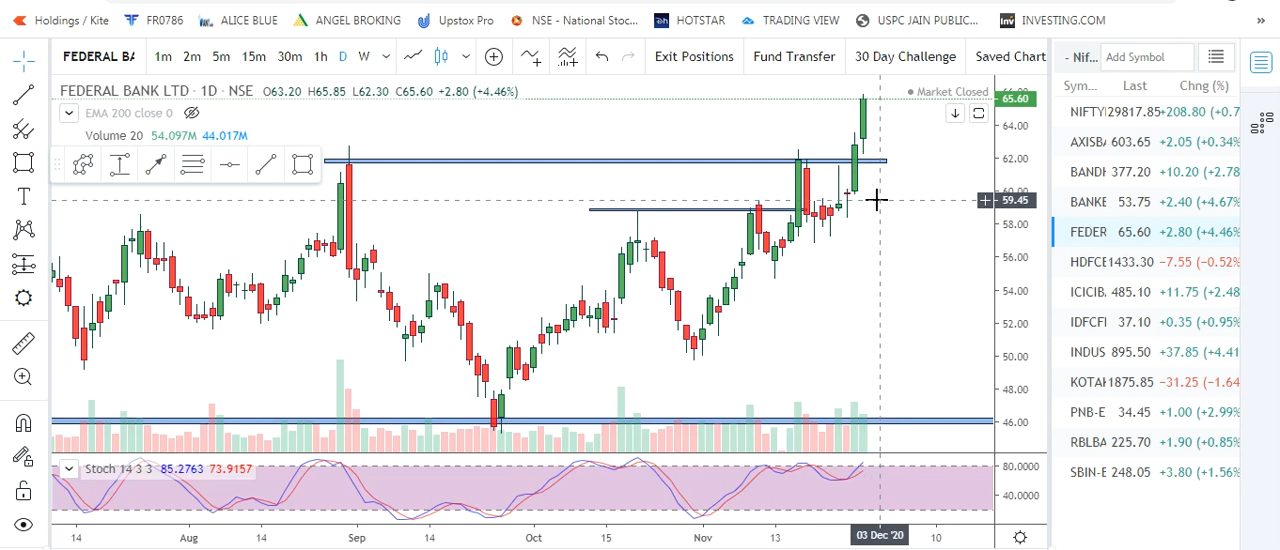 Holdings / Kite FR0786 ALICE BLUE ANGEL BROKING Upstox Pro NSE - National Stoc... HOTSTAR TRADING VIEW USPC JAIN PUBLIC... INVESTING.COM »
FEDERAL BA 1m 2m 5m 15m 30m 1h D W Exit Positions Fund Transfer 30 Day Challenge Saved Chart
- Nif... Add Symbol
FEDERAL BANK LTD · 1D · NSE O63.20 H65.85 L62.30 C65.60 +2.80 (+4.46%)
Market Closed
EMA 200 close 0
Volume 20 54.097M 44.017M
65.60
64.00
62.00
59.45
58.00
56.00
54.00
52.00
50.00
48.00
46.00
Stoch 14 3 3 85.2763 73.9157
80.0000
40.0000
14 Aug 14 Sep 14 Oct 15 Nov 13 03 Dec '20 10
Sym... Last Chng (%)
NIFTY 29817.85 +208.80 (+0.7
AXISB 603.65 +2.05 (+0.34%
BANDH 377.20 +10.20 (+2.78
BANKE 53.75 +2.40 (+4.67%
FEDER 65.60 +2.80 (+4.46%
HDFCE 1433.30 −7.55 (−0.52%
ICICIB. 485.10 +11.75 (+2.48
IDFCFI 37.10 +0.35 (+0.95%
INDUS 895.50 +37.85 (+4.41
KOTAK 1875.85 −31.25 (−1.64
PNB-E 34.45 +1.00 (+2.99%
RBLBA 225.70 +1.90 (+0.85%
SBIN-E 248.05 +3.80 (+1.56%